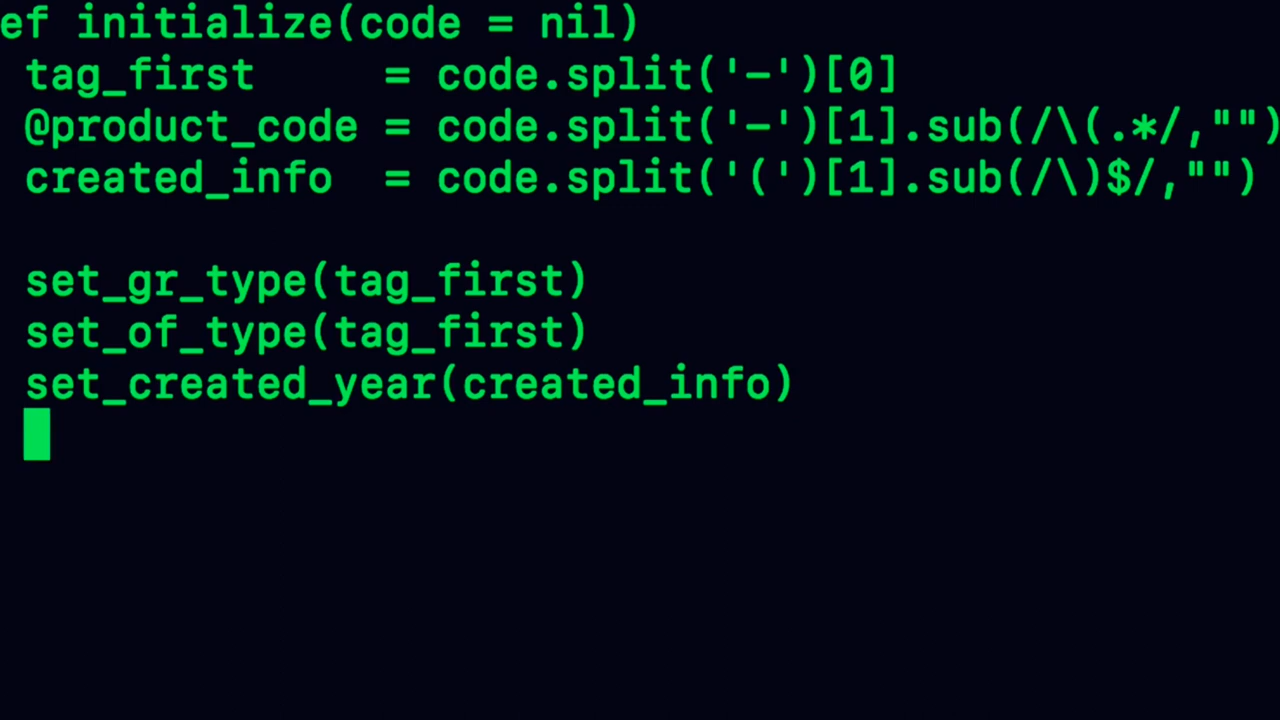 ef initialize(code = nil)
tag_first     = code.split('-')[0]
@product_code = code.split('-')[1].sub(/\(.*/,"")
created_info  = code.split('(')[1].sub(/\)$/,"")
set_gr_type(tag_first)
set_of_type(tag_first)
set_created_year(created_info)